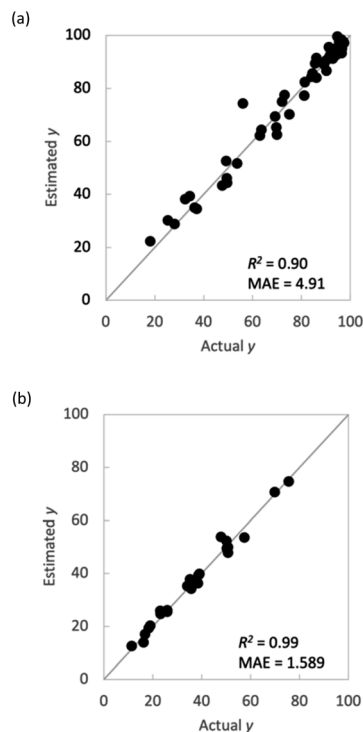 (a)
100
80
60
40
20
0
Estimated y
R² = 0.90
MAE = 4.91
0 20 40 60 80 100
Actual y
(b)
100
80
60
40
20
0
Estimated y
R² = 0.99
MAE = 1.589
0 20 40 60 80 100
Actual y